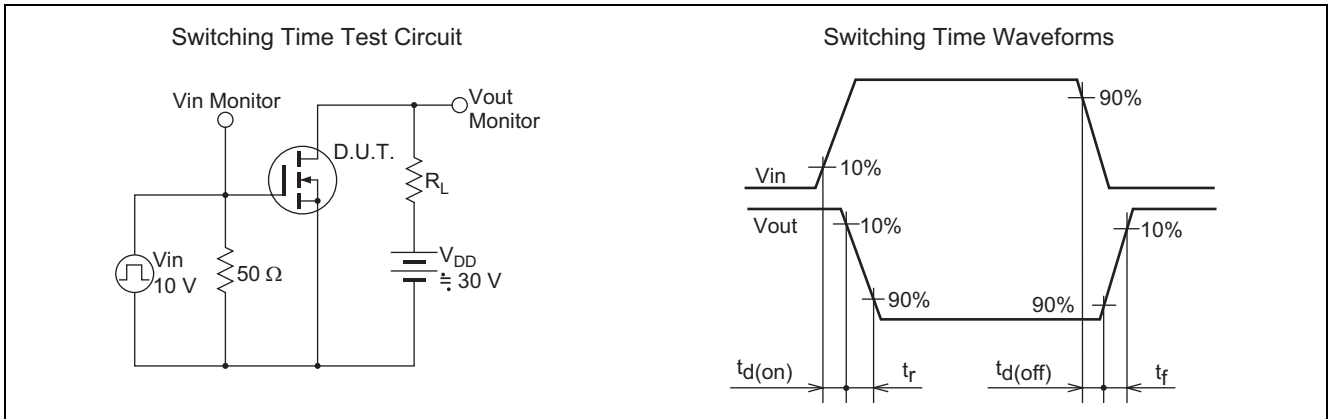 Switching Time Test Circuit
Vin Monitor
Vout
Monitor
D.U.T.
RL
Vin
10 V
50 Ω
VDD
≒ 30 V
Switching Time Waveforms
Vin
10%
90%
Vout
10%
90%
90%
10%
td(on)
tr
td(off)
tf